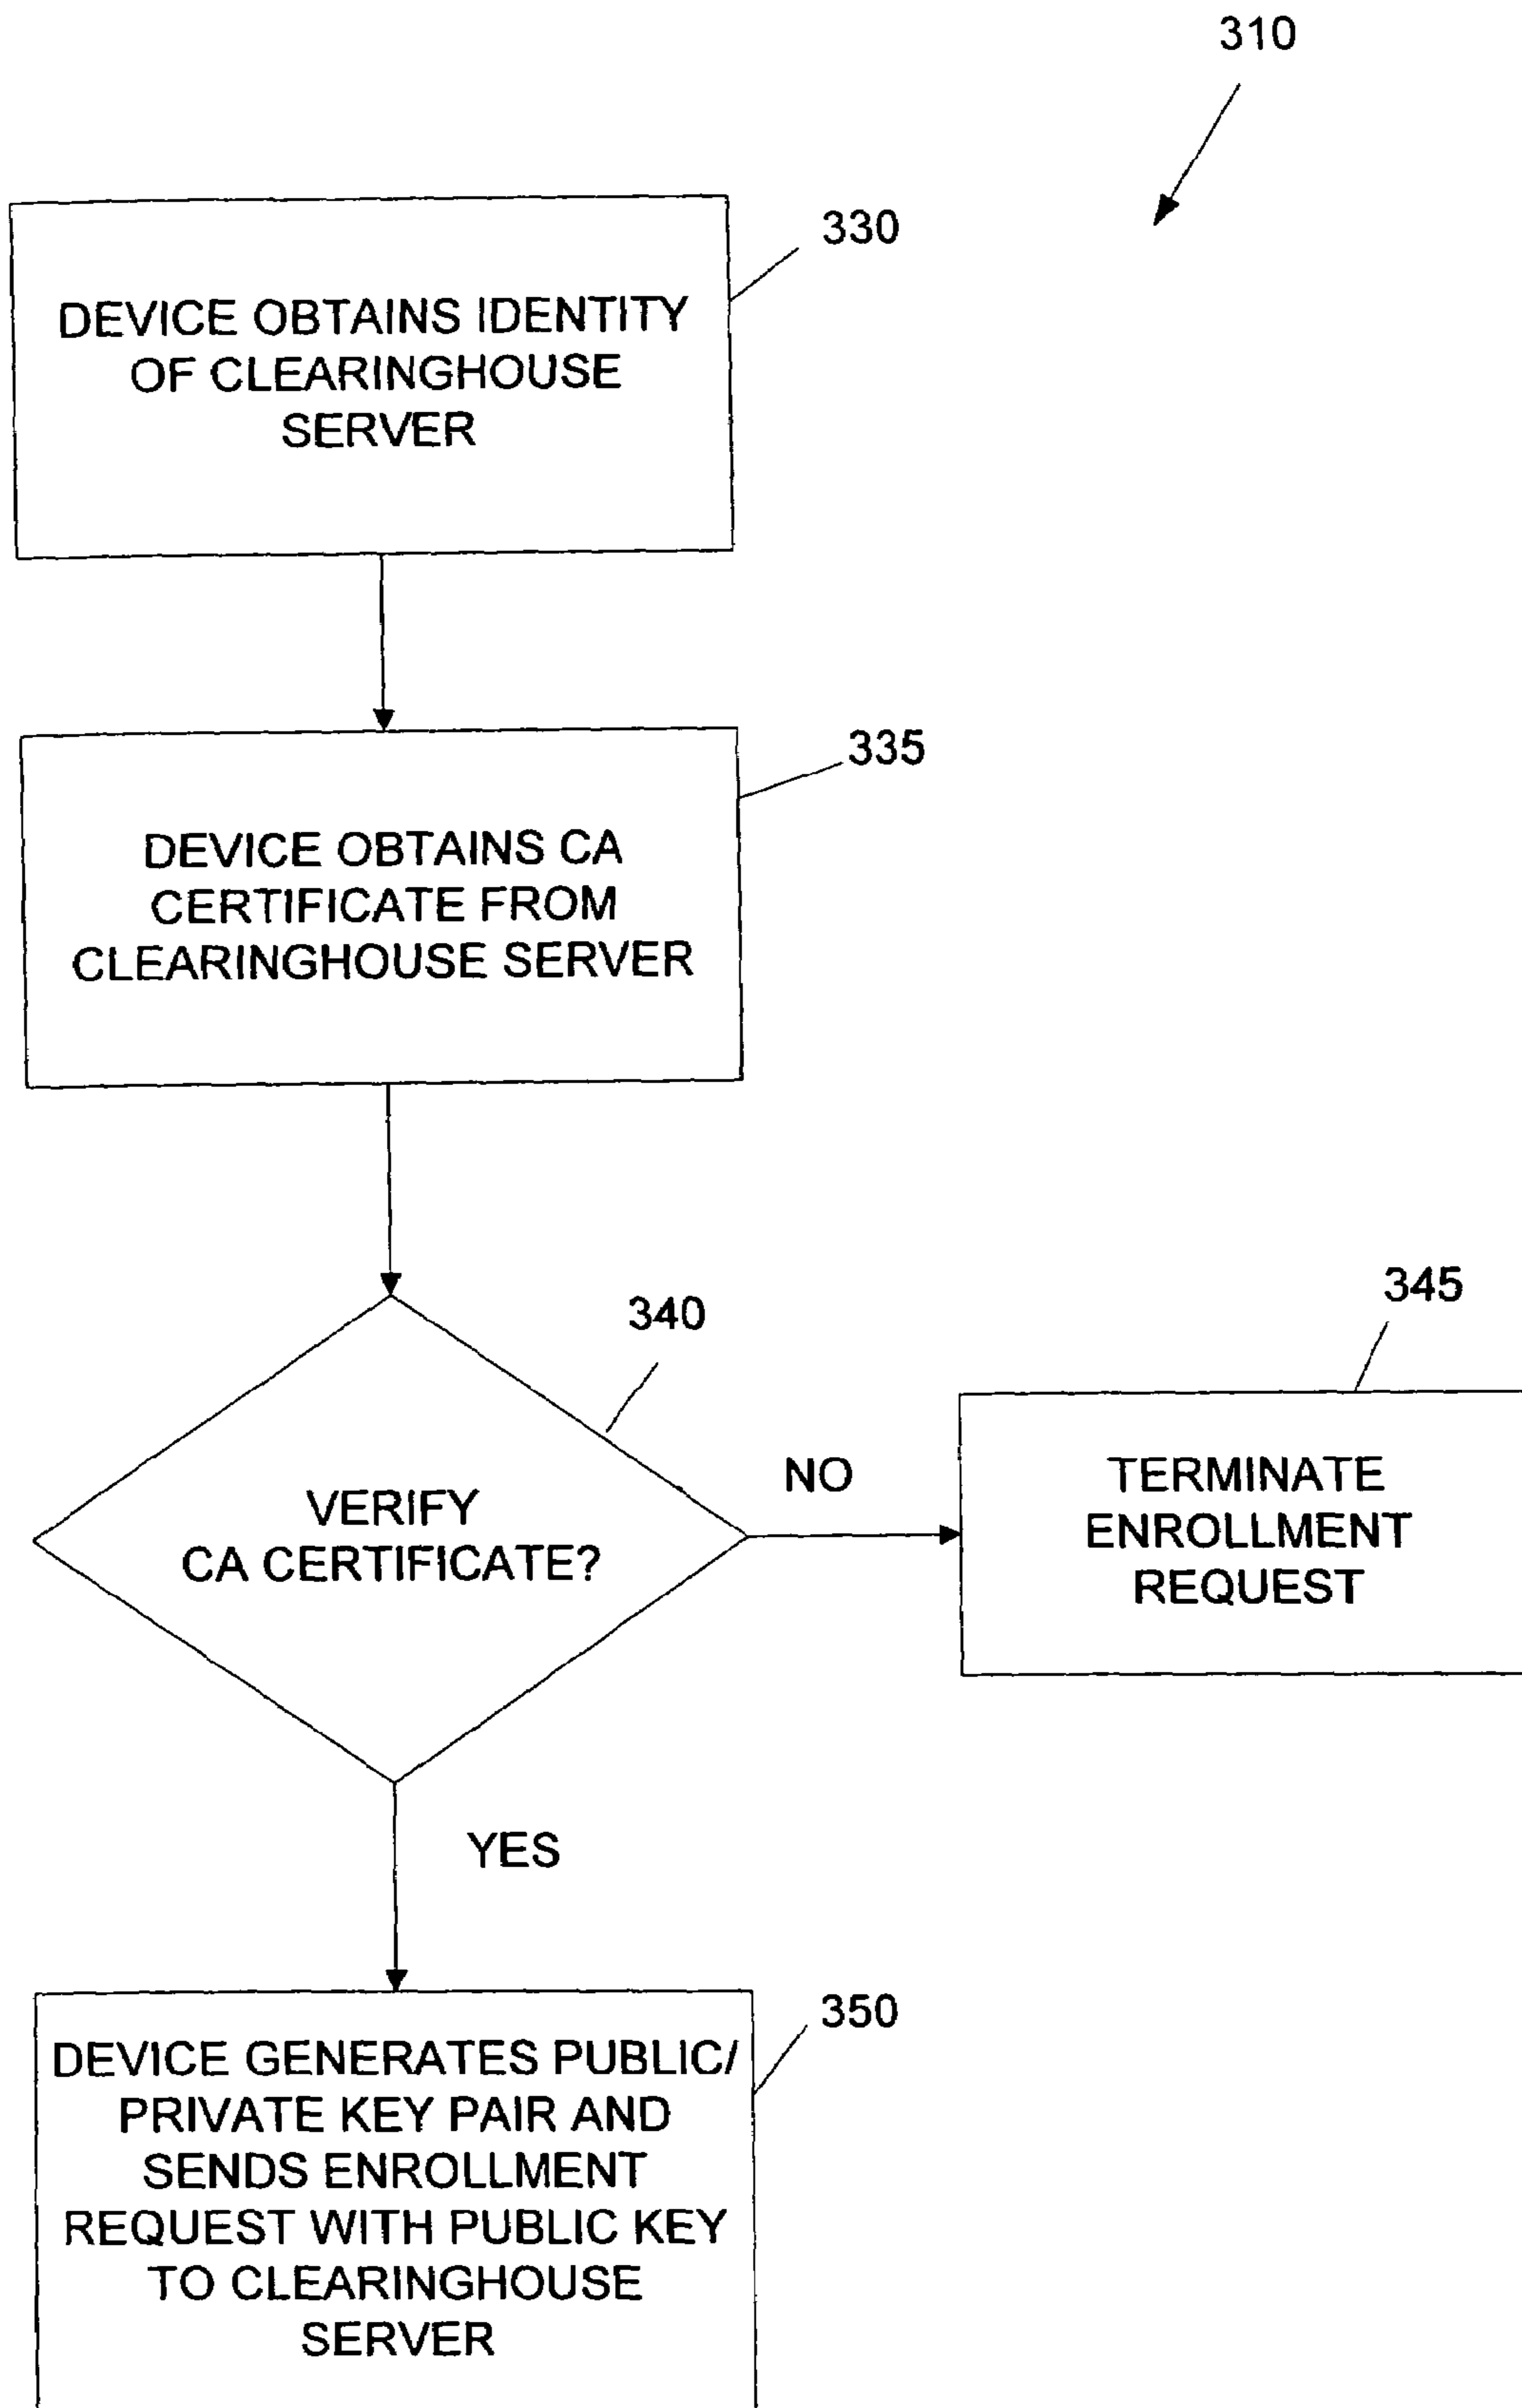 310
330
DEVICE OBTAINS IDENTITY
OF CLEARINGHOUSE
SERVER
335
DEVICE OBTAINS CA
CERTIFICATE FROM
CLEARINGHOUSE SERVER
340
345
VERIFY
CA CERTIFICATE?
NO
TERMINATE
ENROLLMENT
REQUEST
YES
350
DEVICE GENERATES PUBLIC/
PRIVATE KEY PAIR AND
SENDS ENROLLMENT
REQUEST WITH PUBLIC KEY
TO CLEARINGHOUSE
SERVER